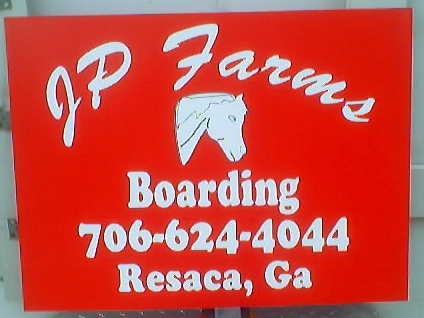 JP Farms
Boarding
706-624-4044
Resaca, Ga